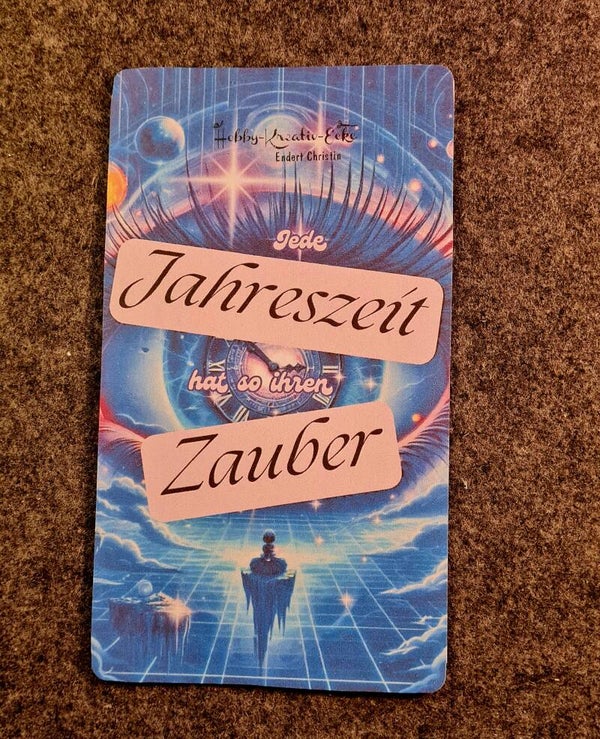 Hobby-Kreativ-Ecke
Endert Christin
Jede
Jahreszeit
hat so ihren
Zauber